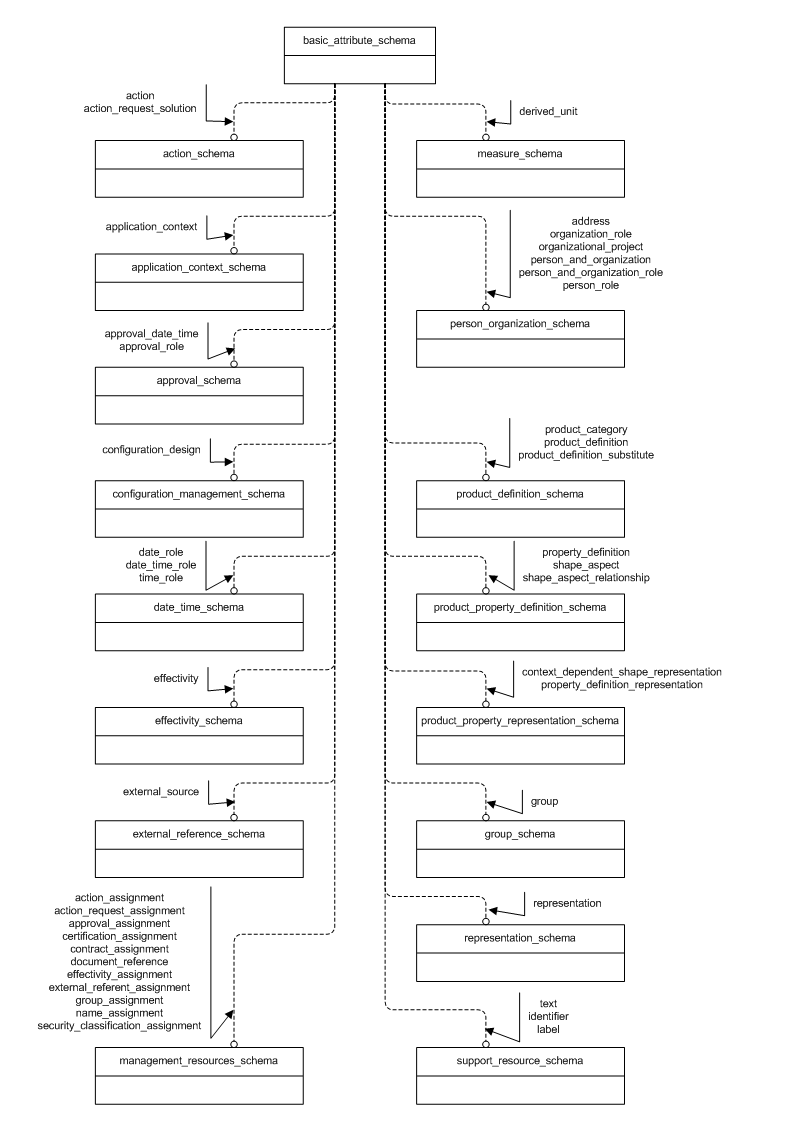 basic_attribute_schema
action
action_request_solution
action_schema
derived_unit
measure_schema
application_context
application_context_schema
address
organization_role
organizational_project
person_and_organization
person_and_organization_role
person_role
person_organization_schema
approval_date_time
approval_role
approval_schema
configuration_design
configuration_management_schema
product_category
product_definition
product_definition_substitute
product_definition_schema
date_role
date_time_role
time_role
date_time_schema
property_definition
shape_aspect
shape_aspect_relationship
product_property_definition_schema
effectivity
effectivity_schema
context_dependent_shape_representation
property_definition_representation
product_property_representation_schema
external_source
external_reference_schema
group
group_schema
action_assignment
action_request_assignment
approval_assignment
certification_assignment
contract_assignment
document_reference
effectivity_assignment
external_referent_assignment
group_assignment
name_assignment
security_classification_assignment
management_resources_schema
representation
representation_schema
text
identifier
label
support_resource_schema